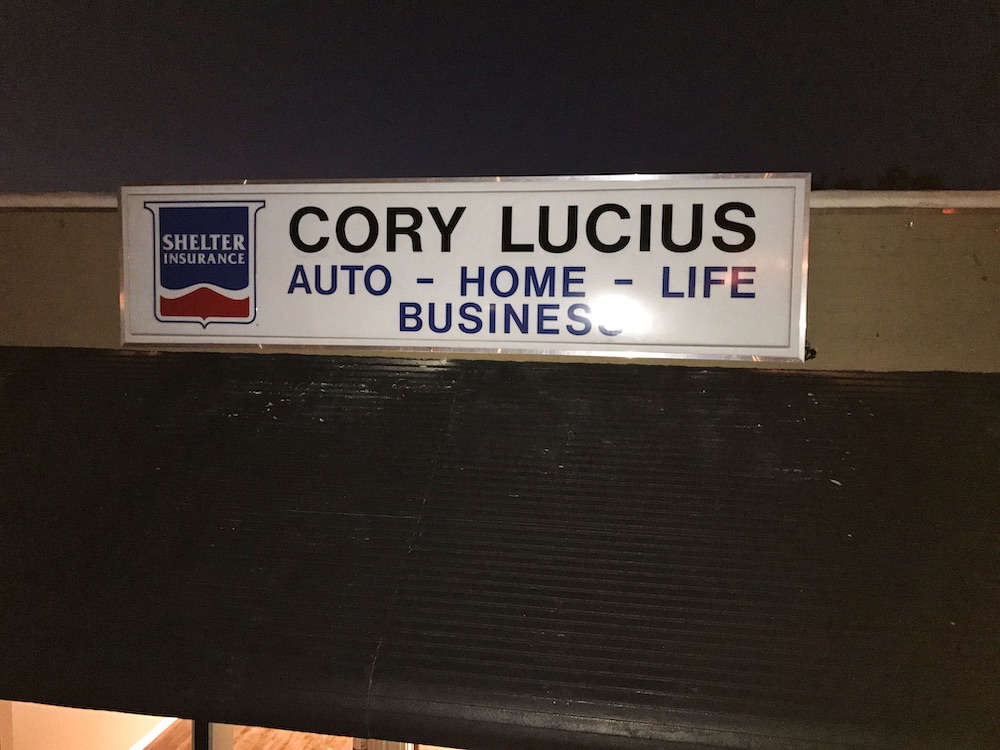 SHELTER
INSURANCE
CORY LUCIUS
AUTO - HOME - LIFE
BUSINESS